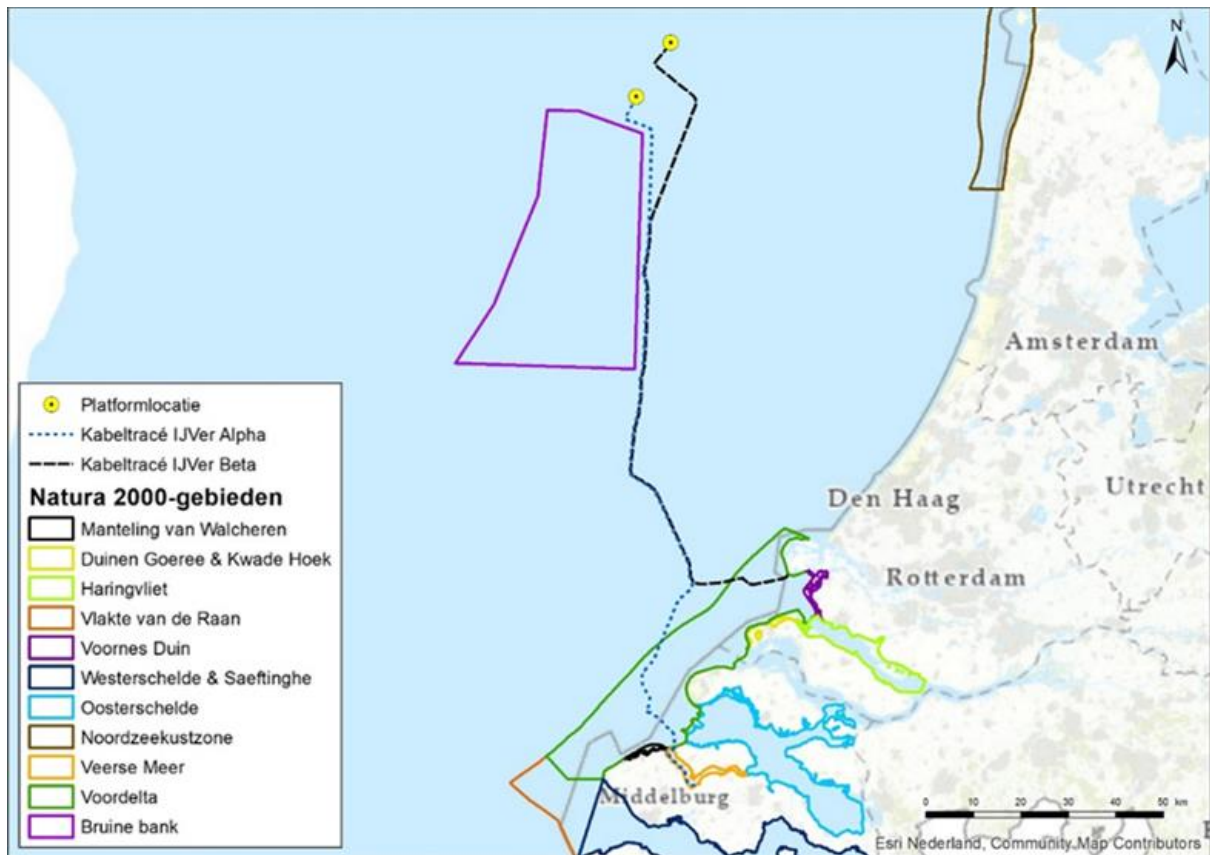 N
Amsterdam
Den Haag
Utrecht
Rotterdam
Middelburg
Platformlocatie
Kabeltracé IJVer Alpha
Kabeltracé IJVer Beta
Natura 2000-gebieden
Manteling van Walcheren
Duinen Goeree & Kwade Hoek
Haringvliet
Vlakte van de Raan
Voornes Duin
Westerschelde & Saeftinghe
Oosterschelde
Noordzeekustzone
Veerse Meer
Voordelta
Bruine bank
0 10 20 30 40 50 km
Esri Nederland, Community Map Contributors